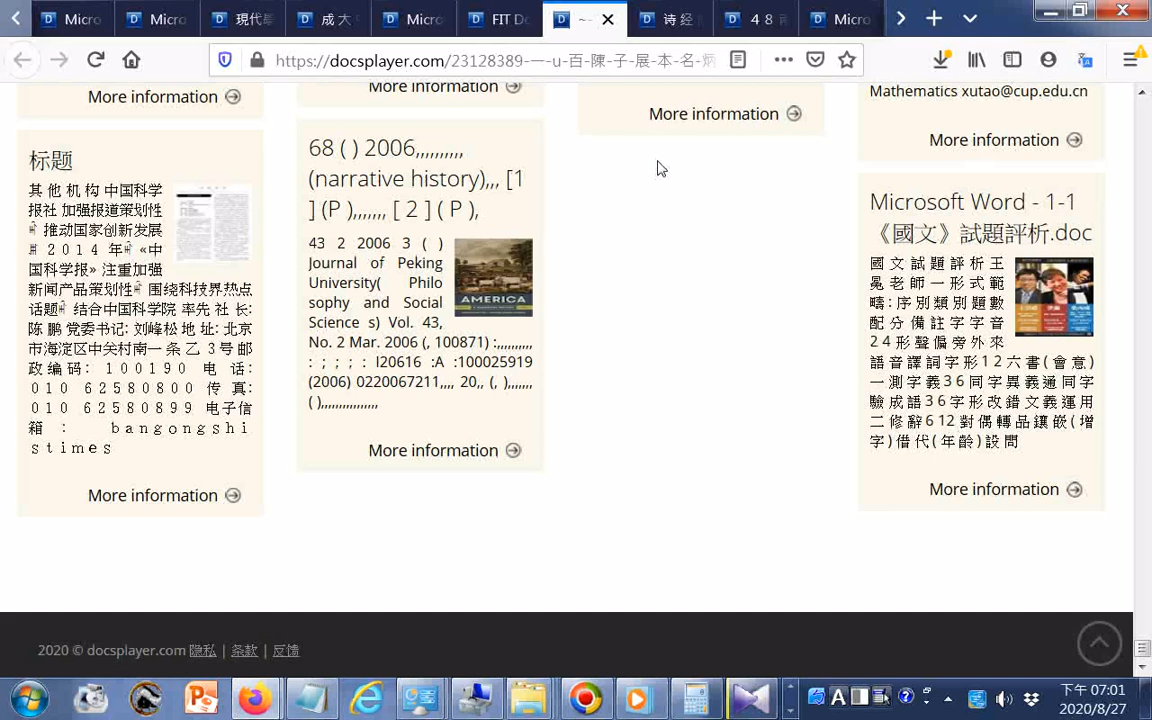 Micro
Micro
現代
成大
Micro
FIT Do
~-
诗经
48
Micro
https://docsplayer.com/23128389-一-u-百-陳-子-展-本-名-炳
More information
More information
More information
Mathematics xutao@cup.edu.cn
More information
标题
其他机构中国科学
报社 加强报道策划性
推动国家创新发展
2014年 «中
国科学报» 注重加强
新闻产品策划性 围绕科技界热点
话题 结合中国科学院 率先 社 长:
陈 鹏 党委书记: 刘峰松 地 址: 北京
市海淀区中关村南一条 乙 3号 邮
政编码: 100190 电 话:
010 62580800 传 真:
010 62580899 电子信
箱 : bangongshi
stimes
More information
68 ( ) 2006,,,,,,,,,,
(narrative history),,, [1
] (P ),,,,,,, [ 2 ] ( P ),
43 2 2006 3 ( )
Journal of Peking
University( Philo
sophy and Social
Science s) Vol. 43,
No. 2 Mar. 2006 (, 100871) :,,,,,,,,,,
: ; ; ; ; : I20616 :A :100025919
(2006) 0220067211,,,, 20,, (, ),,,,,,,
( ),,,,,,,,,,,,,,,
AMERICA
More information
Microsoft Word - 1-1
《國文》試題評析.doc
國文試題評析王
晃老師一形式範
疇:序別類別題數
配分備註字字音
24形聲偏旁外來
語音譯詞字形12六書(會意)
一測字義36同字異義通同字
驗成語36字形改錯文義運用
二修辭612對偶轉品鑲嵌(增
字)借代(年齡)設問
More information
2020 © docsplayer.com 隐私 | 条款 | 反馈
下午 07:01
2020/8/27